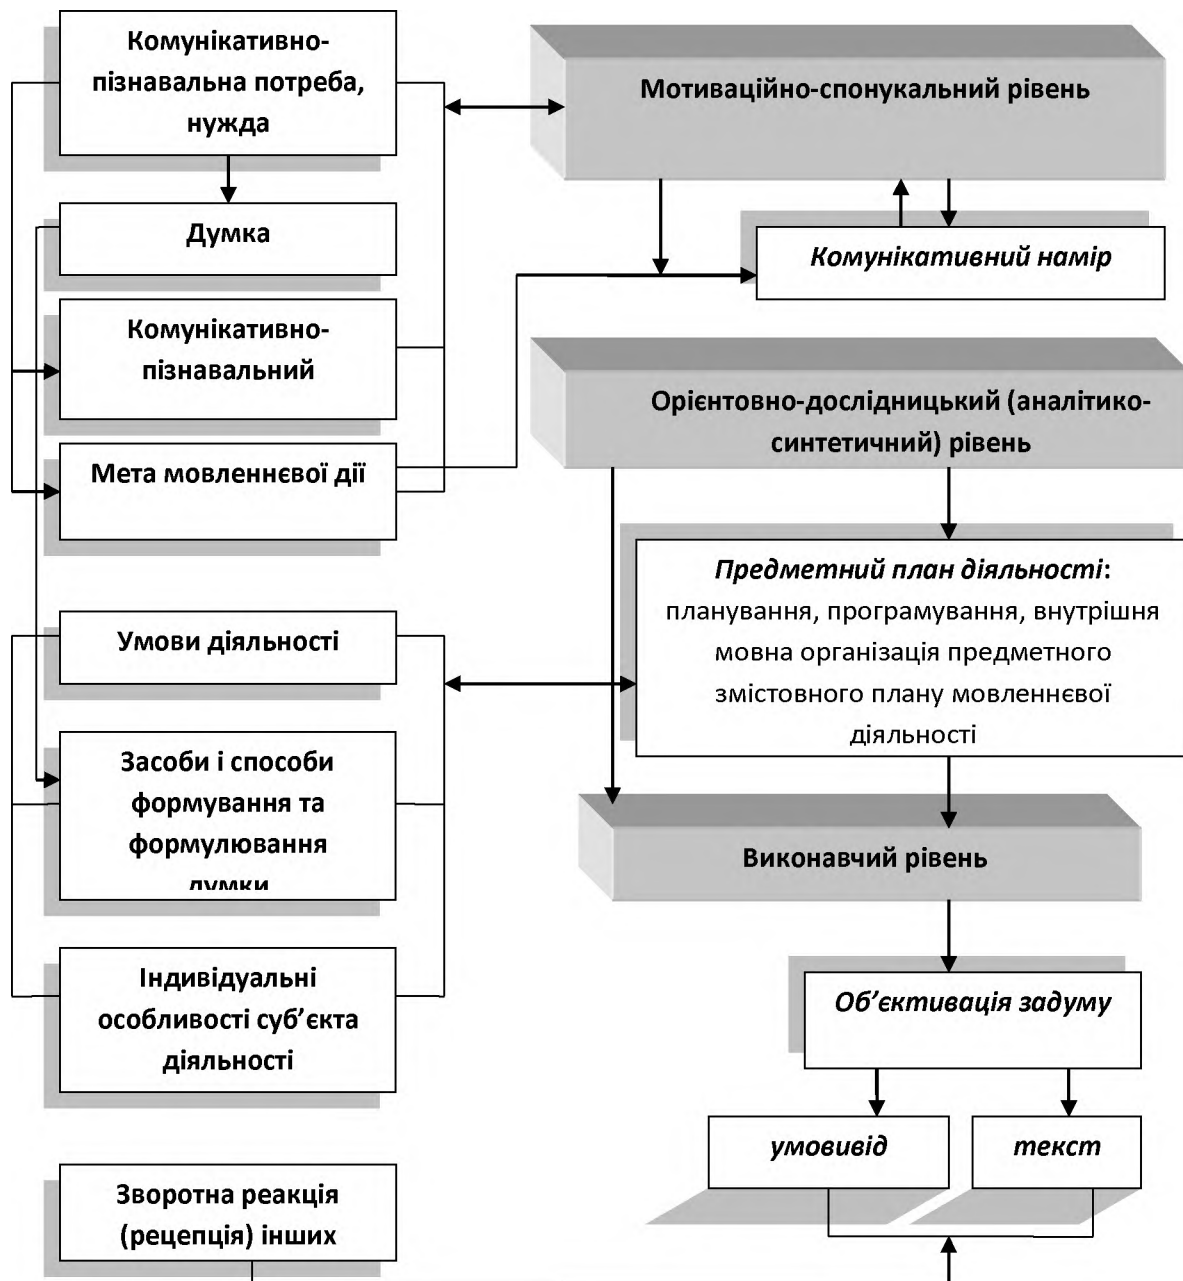 Комунікативно-
пізнавальна потреба,
нужда
Думка
Комунікативно-
пізнавальний
Мета мовленнєвої дії
Умови діяльності
Засоби і способи
формування та
формулювання
думки
Індивідуальні
особливості суб’єкта
діяльності
Зворотна реакція
(рецепція) інших
Мотиваційно-спонукальний рівень
Комунікативний намір
Орієнтовно-дослідницький (аналітико-
синтетичний) рівень
Предметний план діяльності:
планування, програмування, внутрішня
мовна організація предметного
змістовного плану мовленнєвої
діяльності
Виконавчий рівень
Об’єктивація задуму
умовивід
текст